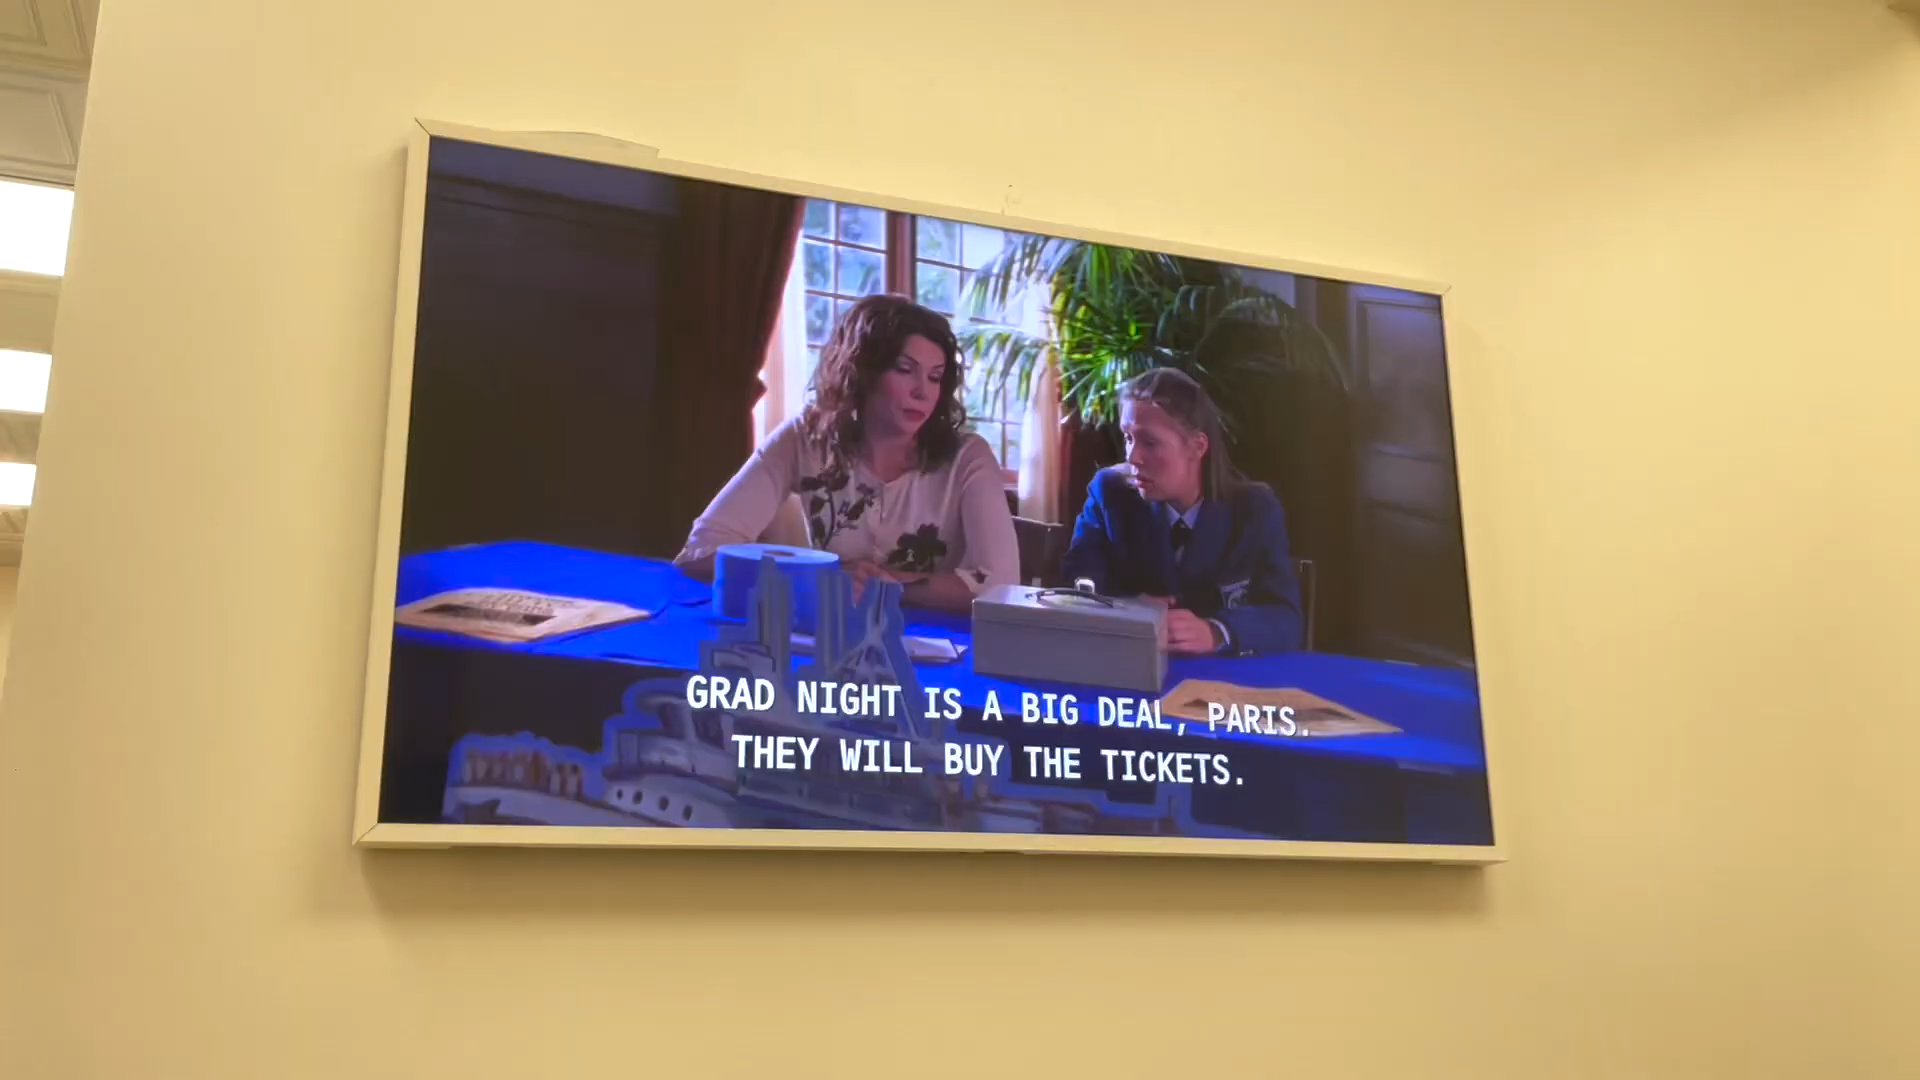 GRAD NIGHT IS A BIG DEAL, PARIS.
THEY WILL BUY THE TICKETS.